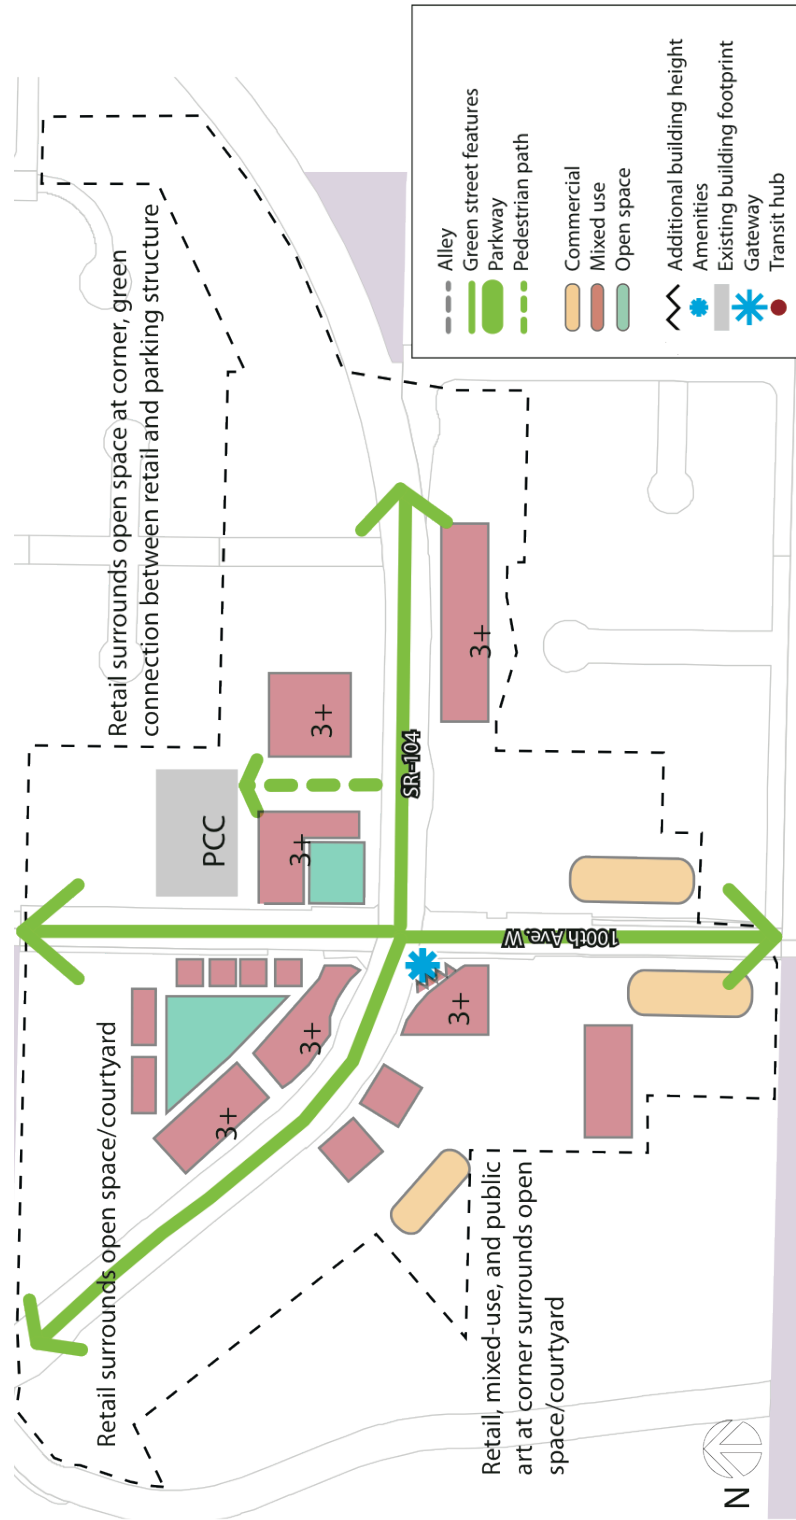 Retail surrounds open space/courtyard
Retail surrounds open space at corner, green
connection between retail and parking structure
PCC
3+
3+
3+
3+
3+
3+
SR-104
100th Ave. W
Retail, mixed-use, and public
art at corner surrounds open
space/courtyard
N
Alley
Green street features
Parkway
Pedestrian path
Commercial
Mixed use
Open space
Additional building height
Amenities
Existing building footprint
Gateway
Transit hub